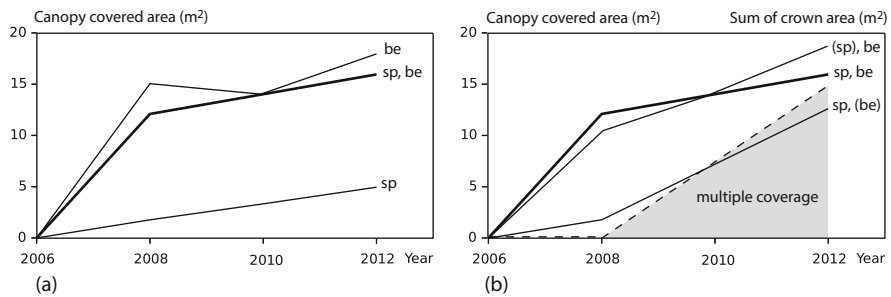 Canopy covered area (m²)
20
15
10
5
0
be
sp, be
sp
2006 2008 2010 2012 Year
(a)
Canopy covered area (m²) Sum of crown area (m²)
20
15
10
5
0
(sp), be
sp, be
sp, (be)
multiple coverage
2006 2008 2010 2012 Year
(b)